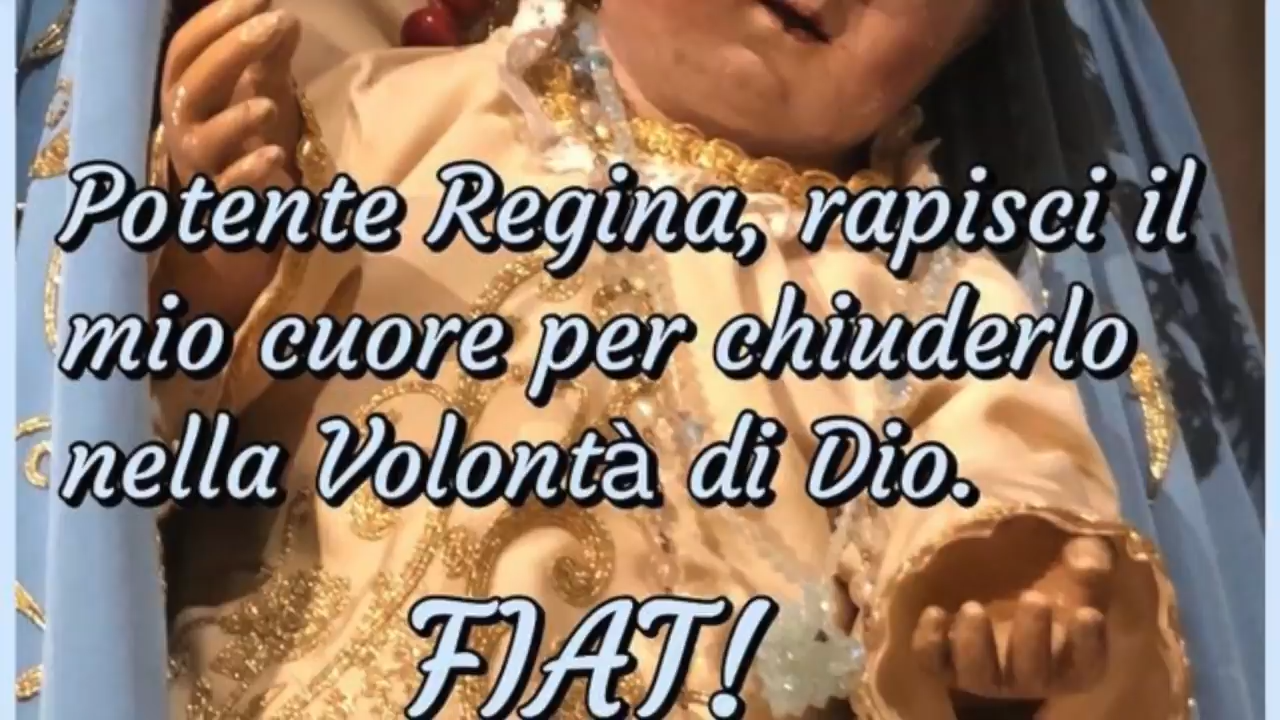 Potente Regina, rapisci il
mio cuore per chiuderlo
nella Volontà di Dio.
FIAT!